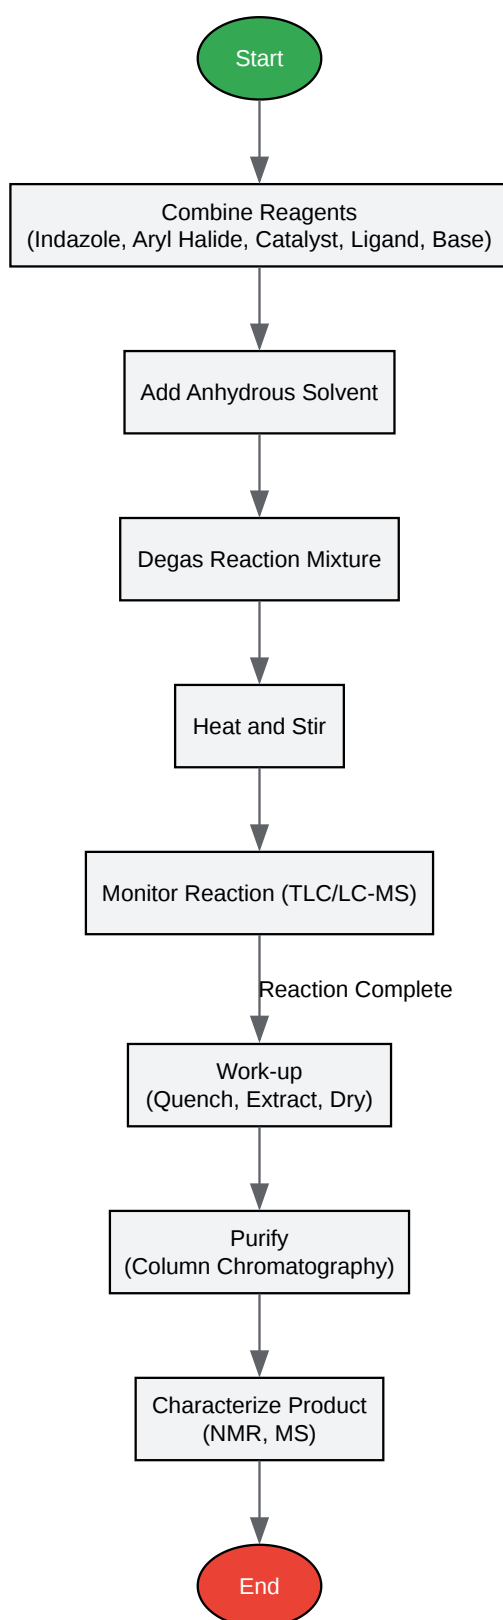 Start
Combine Reagents
(Indazole, Aryl Halide, Catalyst, Ligand, Base)
Add Anhydrous Solvent
Degas Reaction Mixture
Heat and Stir
Monitor Reaction (TLC/LC-MS)
Reaction Complete
Work-up
(Quench, Extract, Dry)
Purify
(Column Chromatography)
Characterize Product
(NMR, MS)
End